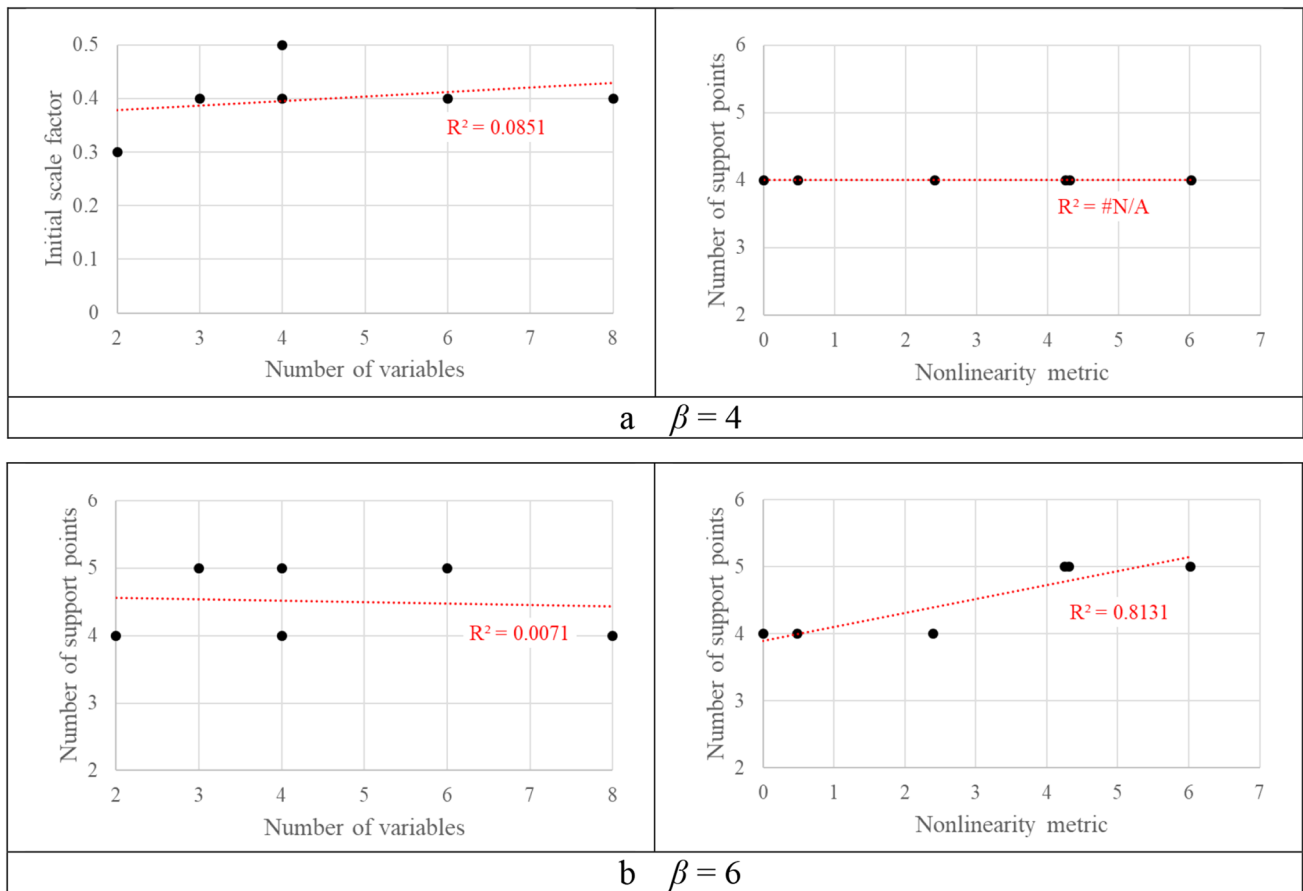 Initial scale factor
0.5
0.4
0.3
0.2
0.1
0
R² = 0.0851
2 3 4 5 6 7 8
Number of variables
Number of support points
6
5
4
3
2
R² = #N/A
0 1 2 3 4 5 6 7
Nonlinearity metric
a β = 4
Number of support points
6
5
4
3
2
R² = 0.0071
2 3 4 5 6 7 8
Number of variables
Number of support points
6
5
4
3
2
R² = 0.8131
0 1 2 3 4 5 6 7
Nonlinearity metric
b β = 6